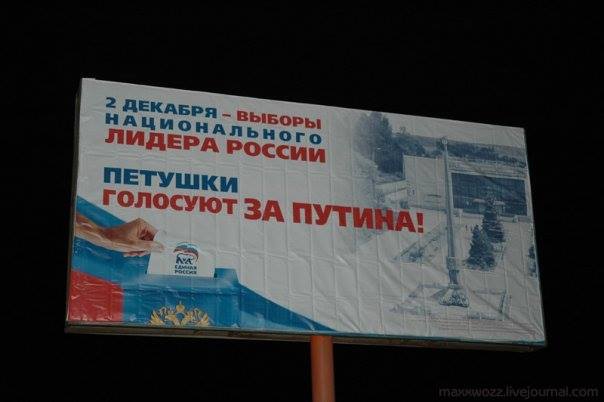 2 ДЕКАБРЯ – ВЫБОРЫ
НАЦИОНАЛЬНОГО
ЛИДЕРА РОССИИ
ПЕТУШКИ
ГОЛОСУЮТ ЗА ПУТИНА!
ЕДИНАЯ
РОССИЯ
maxxwozz.livejournal.com